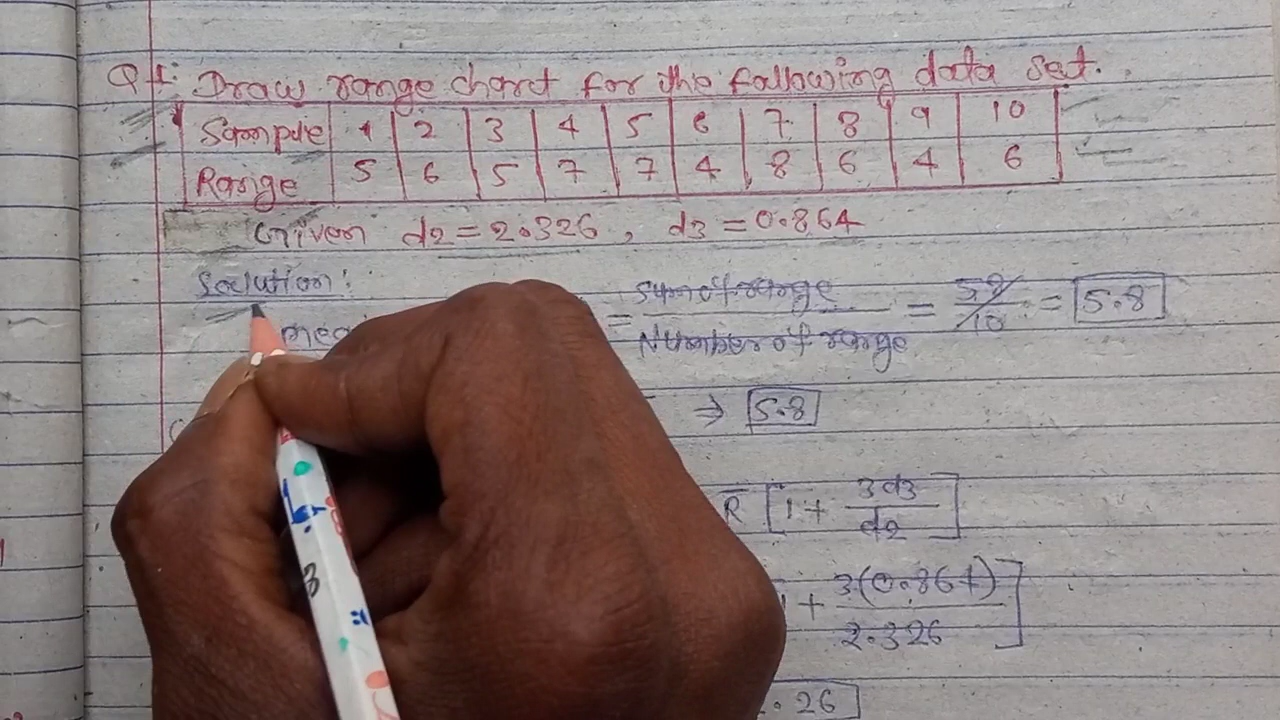 Q1: Draw range chart for the following data set.
Sample 1 2 3 4 5 6 7 8 9 10
Range 5 6 5 7 7 4 8 6 4 6
Given d2 = 2.326, d3 = 0.864
Solution:
= Sum of range / Number of range = 58/10 = 5.8
⇒ 5.8
R̅ [1 + 3d3/d2]
1 + 3(0.864)/2.326]
.26